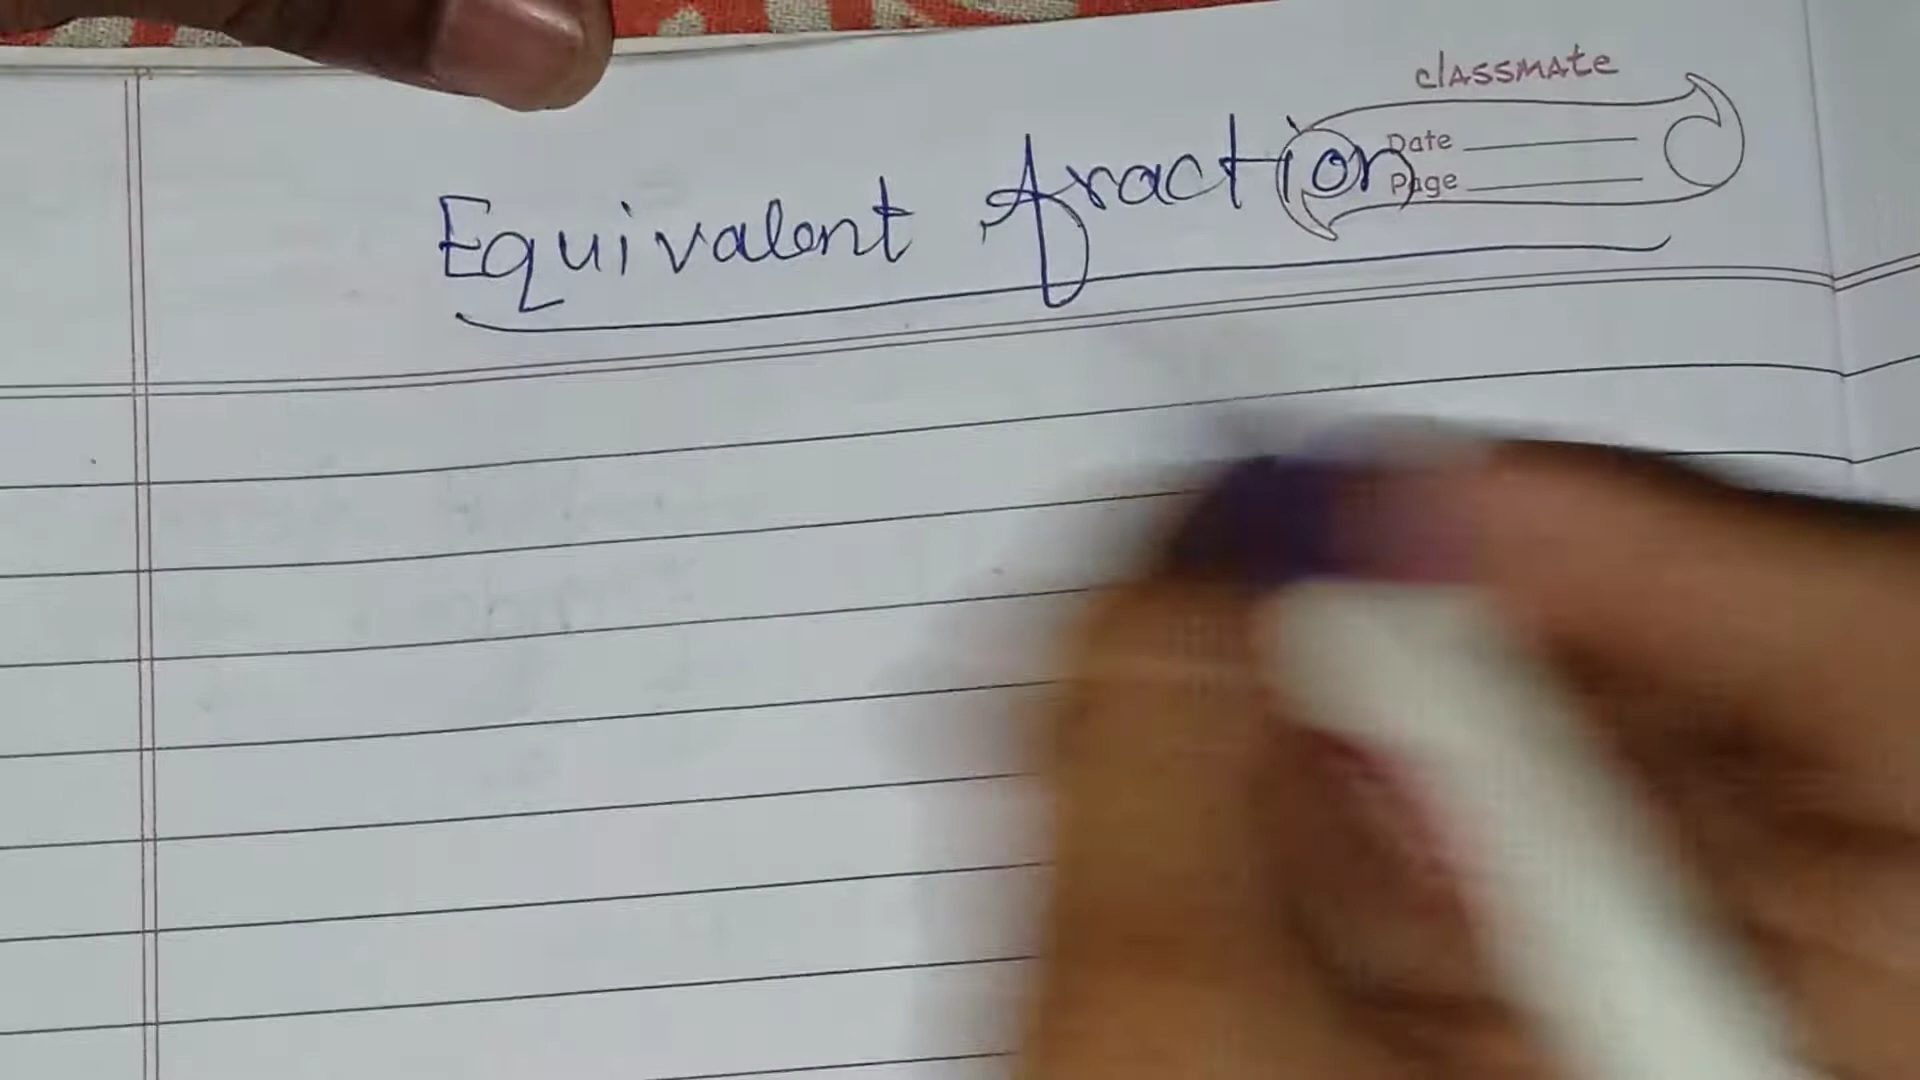 classmate
Equivalent fraction
Date
Page